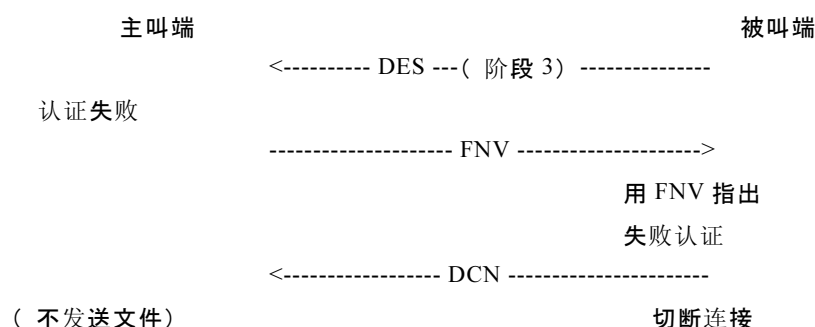 主叫端 被叫端
<---------- DES ---( 阶段 3) ---------------
认证失败
--------------------- FNV --------------------->
用 FNV 指出
失败认证
<----------------- DCN -----------------------
( 不发送文件) 切断连接